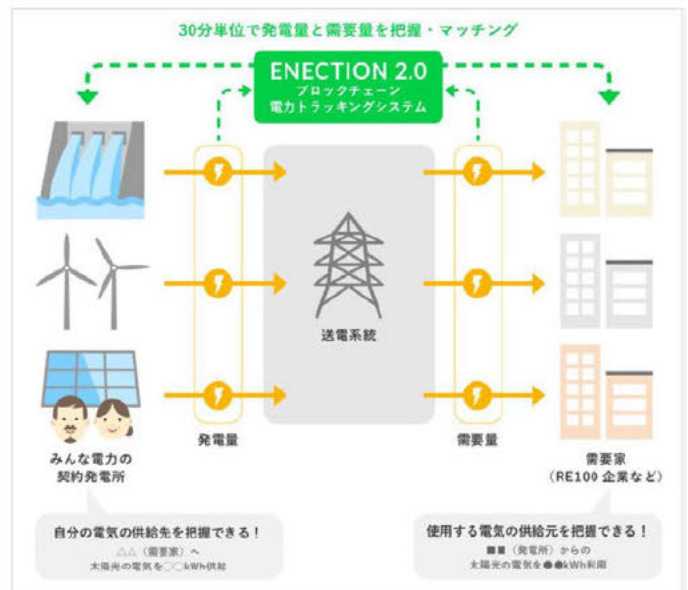 30分単位で発電量と需要量を把握・マッチング
ENECTION 2.0
ブロックチェーン
電力トラッキングシステム
送電系統
発電量
需要量
みんな電力の
契約発電所
需要家
(RE100 企業など)
自分の電気の供給先を把握できる!
△△(需要家)へ
太陽光の電気を○○kWh供給
使用する電気の供給元を把握できる!
■■(発電所)からの
太陽光の電気を●●kWh利用